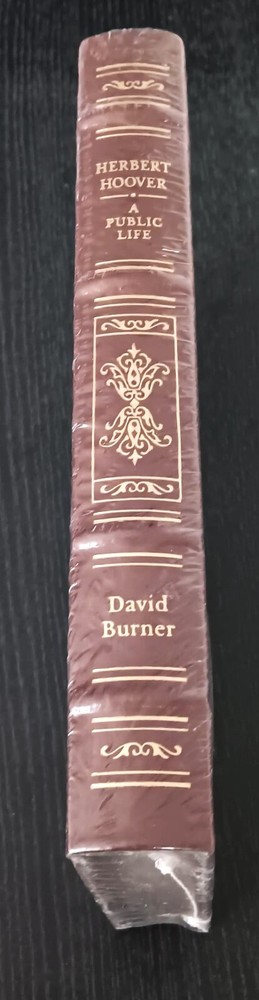 HERBERT
HOOVER
A
PUBLIC
LIFE
David
Burner